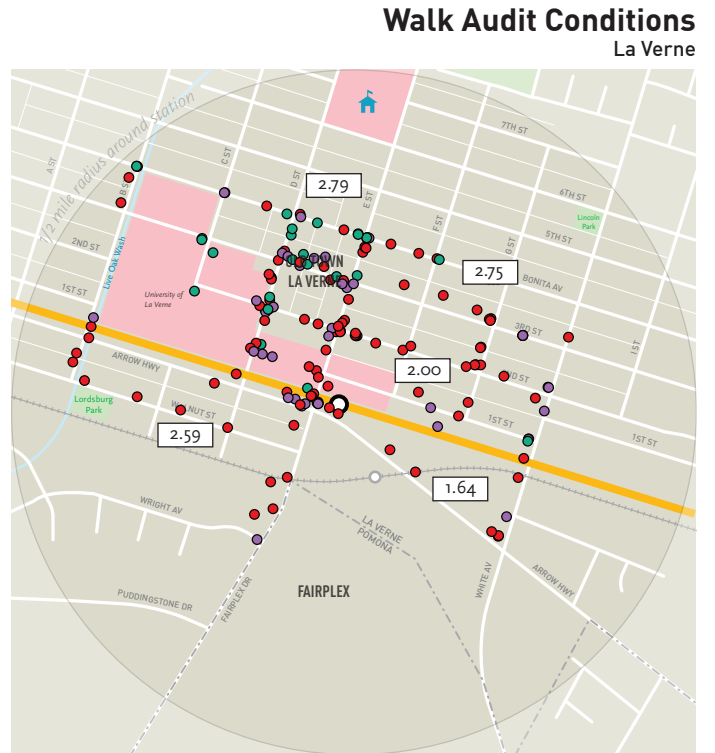 Walk Audit Conditions
La Verne
1/2 mile radius around station
7TH ST
A ST
B ST
C ST
D ST
E ST
F ST
G ST
I ST
6TH ST
5TH ST
Lincoln
Park
2.79
2ND ST
Live Oak Wash
1ST ST
University of
La Verne
LA VERNE
2.75
BONITA AV
3RD ST
2ND ST
2.00
1ST ST
1ST ST
ARROW HWY
Lordsburg
Park
WALNUT ST
2.59
1.64
WRIGHT AV
LA VERNE
POMONA
PUDDINGSTONE DR
FAIRPLEX DR
FAIRPLEX
WHITE AV
ARROW HWY